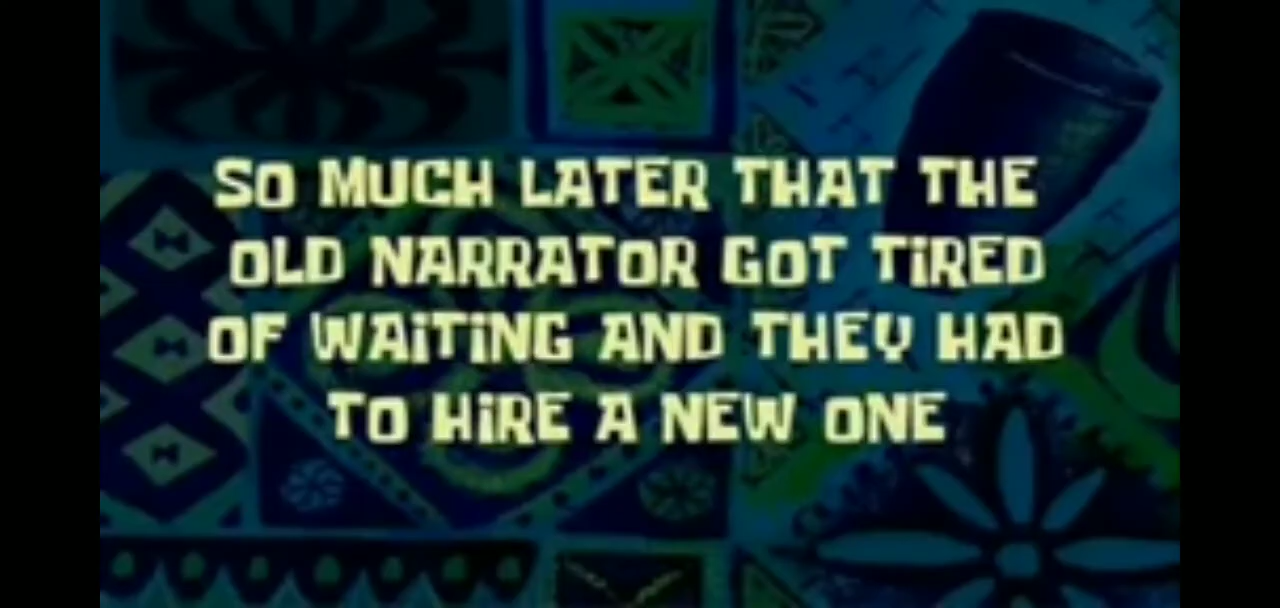 SO MUCH LATER THAT THE
OLD NARRATOR GOT TiRED
OF WAiTiNG AND THEY HAD
TO HiRE A NEW ONE